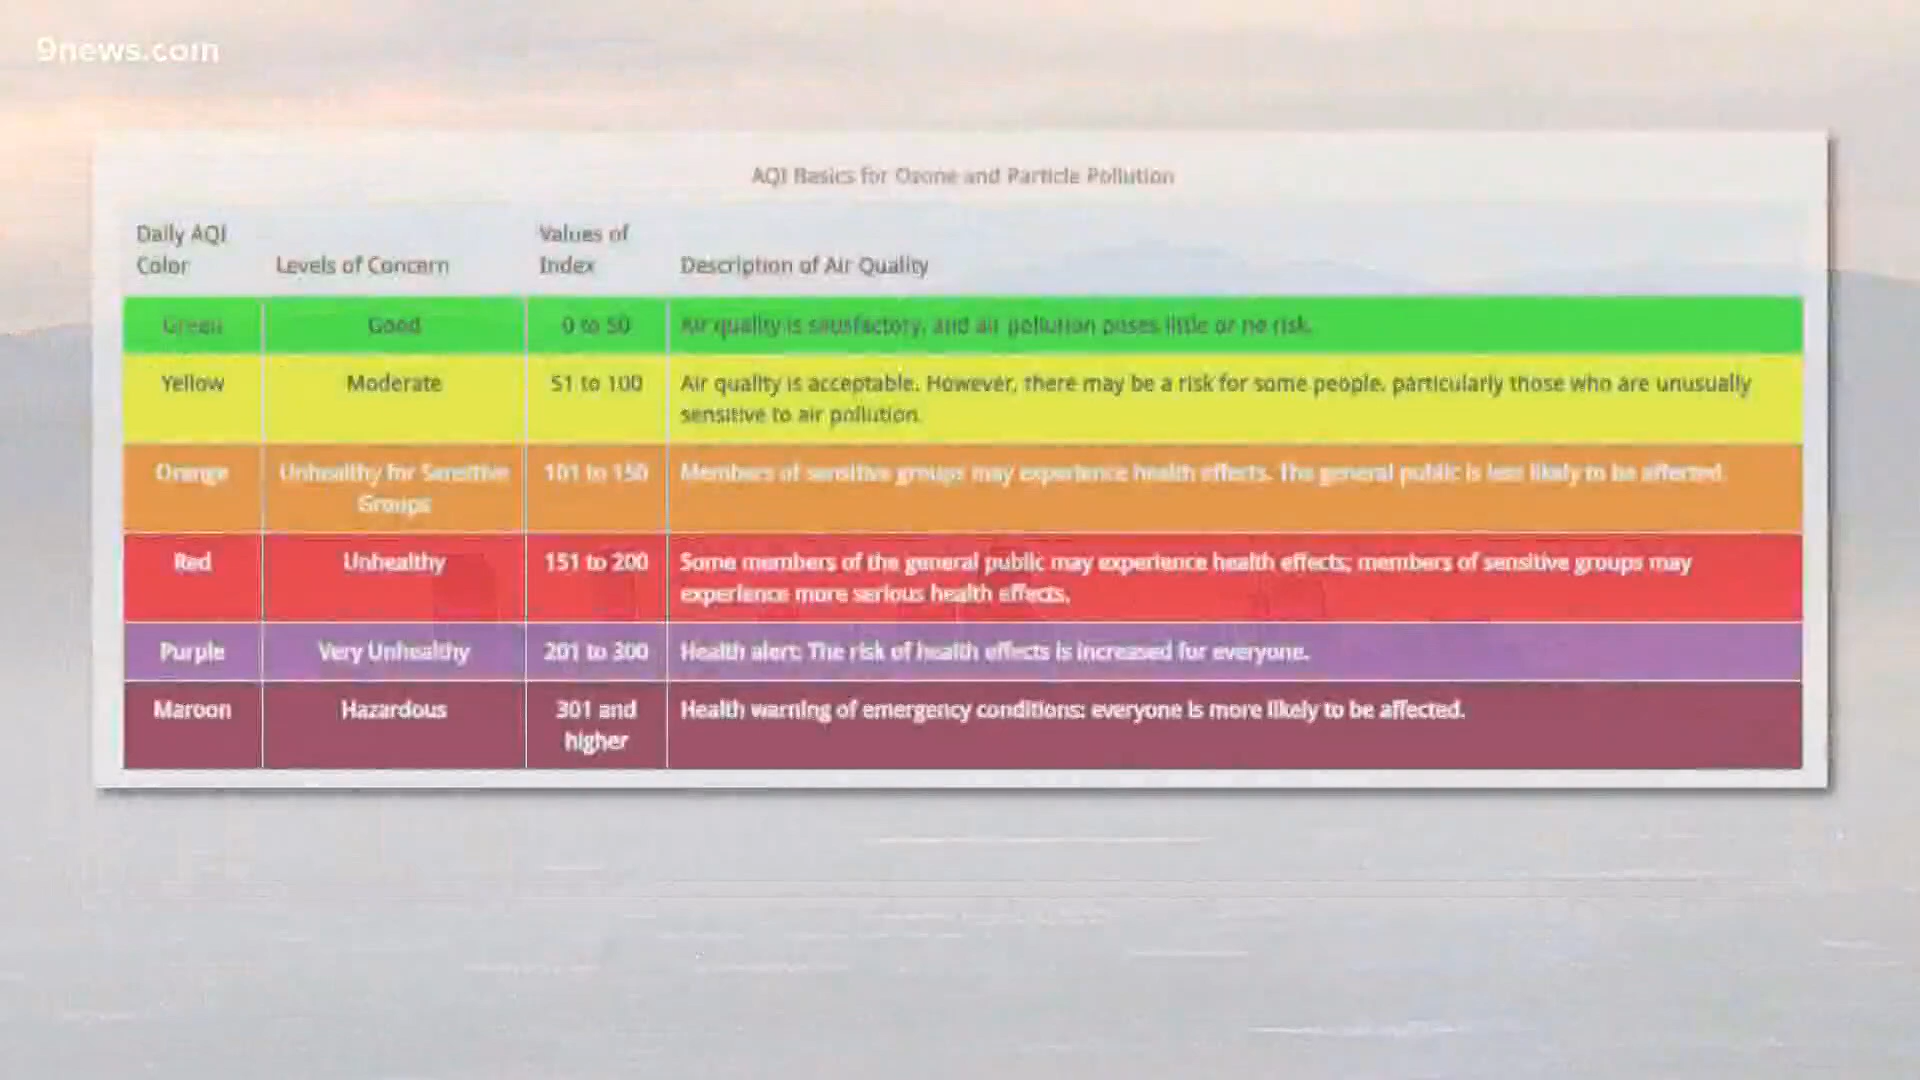 9news.com
AQI Basics for Ozone and Particle Pollution
Daily AQI
Color
Levels of Concern
Values of
Index
Description of Air Quality
Green
Good
0 to 50
Air quality is satisfactory, and air pollution poses little or no risk.
Yellow
Moderate
51 to 100
Air quality is acceptable. However, there may be a risk for some people, particularly those who are unusually
sensitive to air pollution.
Orange
Unhealthy for Sensitive
Groups
101 to 150
Members of sensitive groups may experience health effects. The general public is less likely to be affected.
Red
Unhealthy
151 to 200
Some members of the general public may experience health effects; members of sensitive groups may
experience more serious health effects.
Purple
Very Unhealthy
201 to 300
Health alert: The risk of health effects is increased for everyone.
Maroon
Hazardous
301 and
higher
Health warning of emergency conditions: everyone is more likely to be affected.